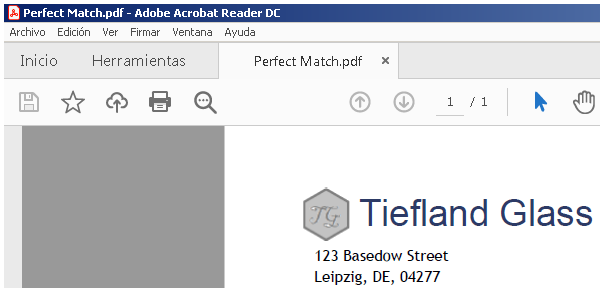 Perfect Match.pdf - Adobe Acrobat Reader DC
Archivo Edición Ver Firmar Ventana Ayuda
Inicio Herramientas Perfect Match.pdf ×
1 / 1
TG Tiefland Glass
123 Basedow Street
Leipzig, DE, 04277